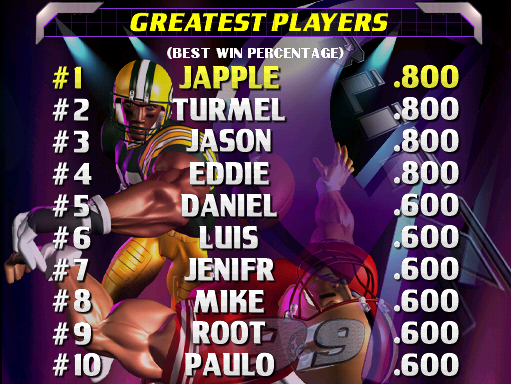 GREATEST PLAYERS
(BEST WIN PERCENTAGE)
#1 JAPPLE .800
#2 TURMEL .800
#3 JASON .800
#4 EDDIE .800
#5 DANIEL .600
#6 LUIS .600
#7 JENIFR .600
#8 MIKE .600
#9 ROOT .600
#10 PAULO .600